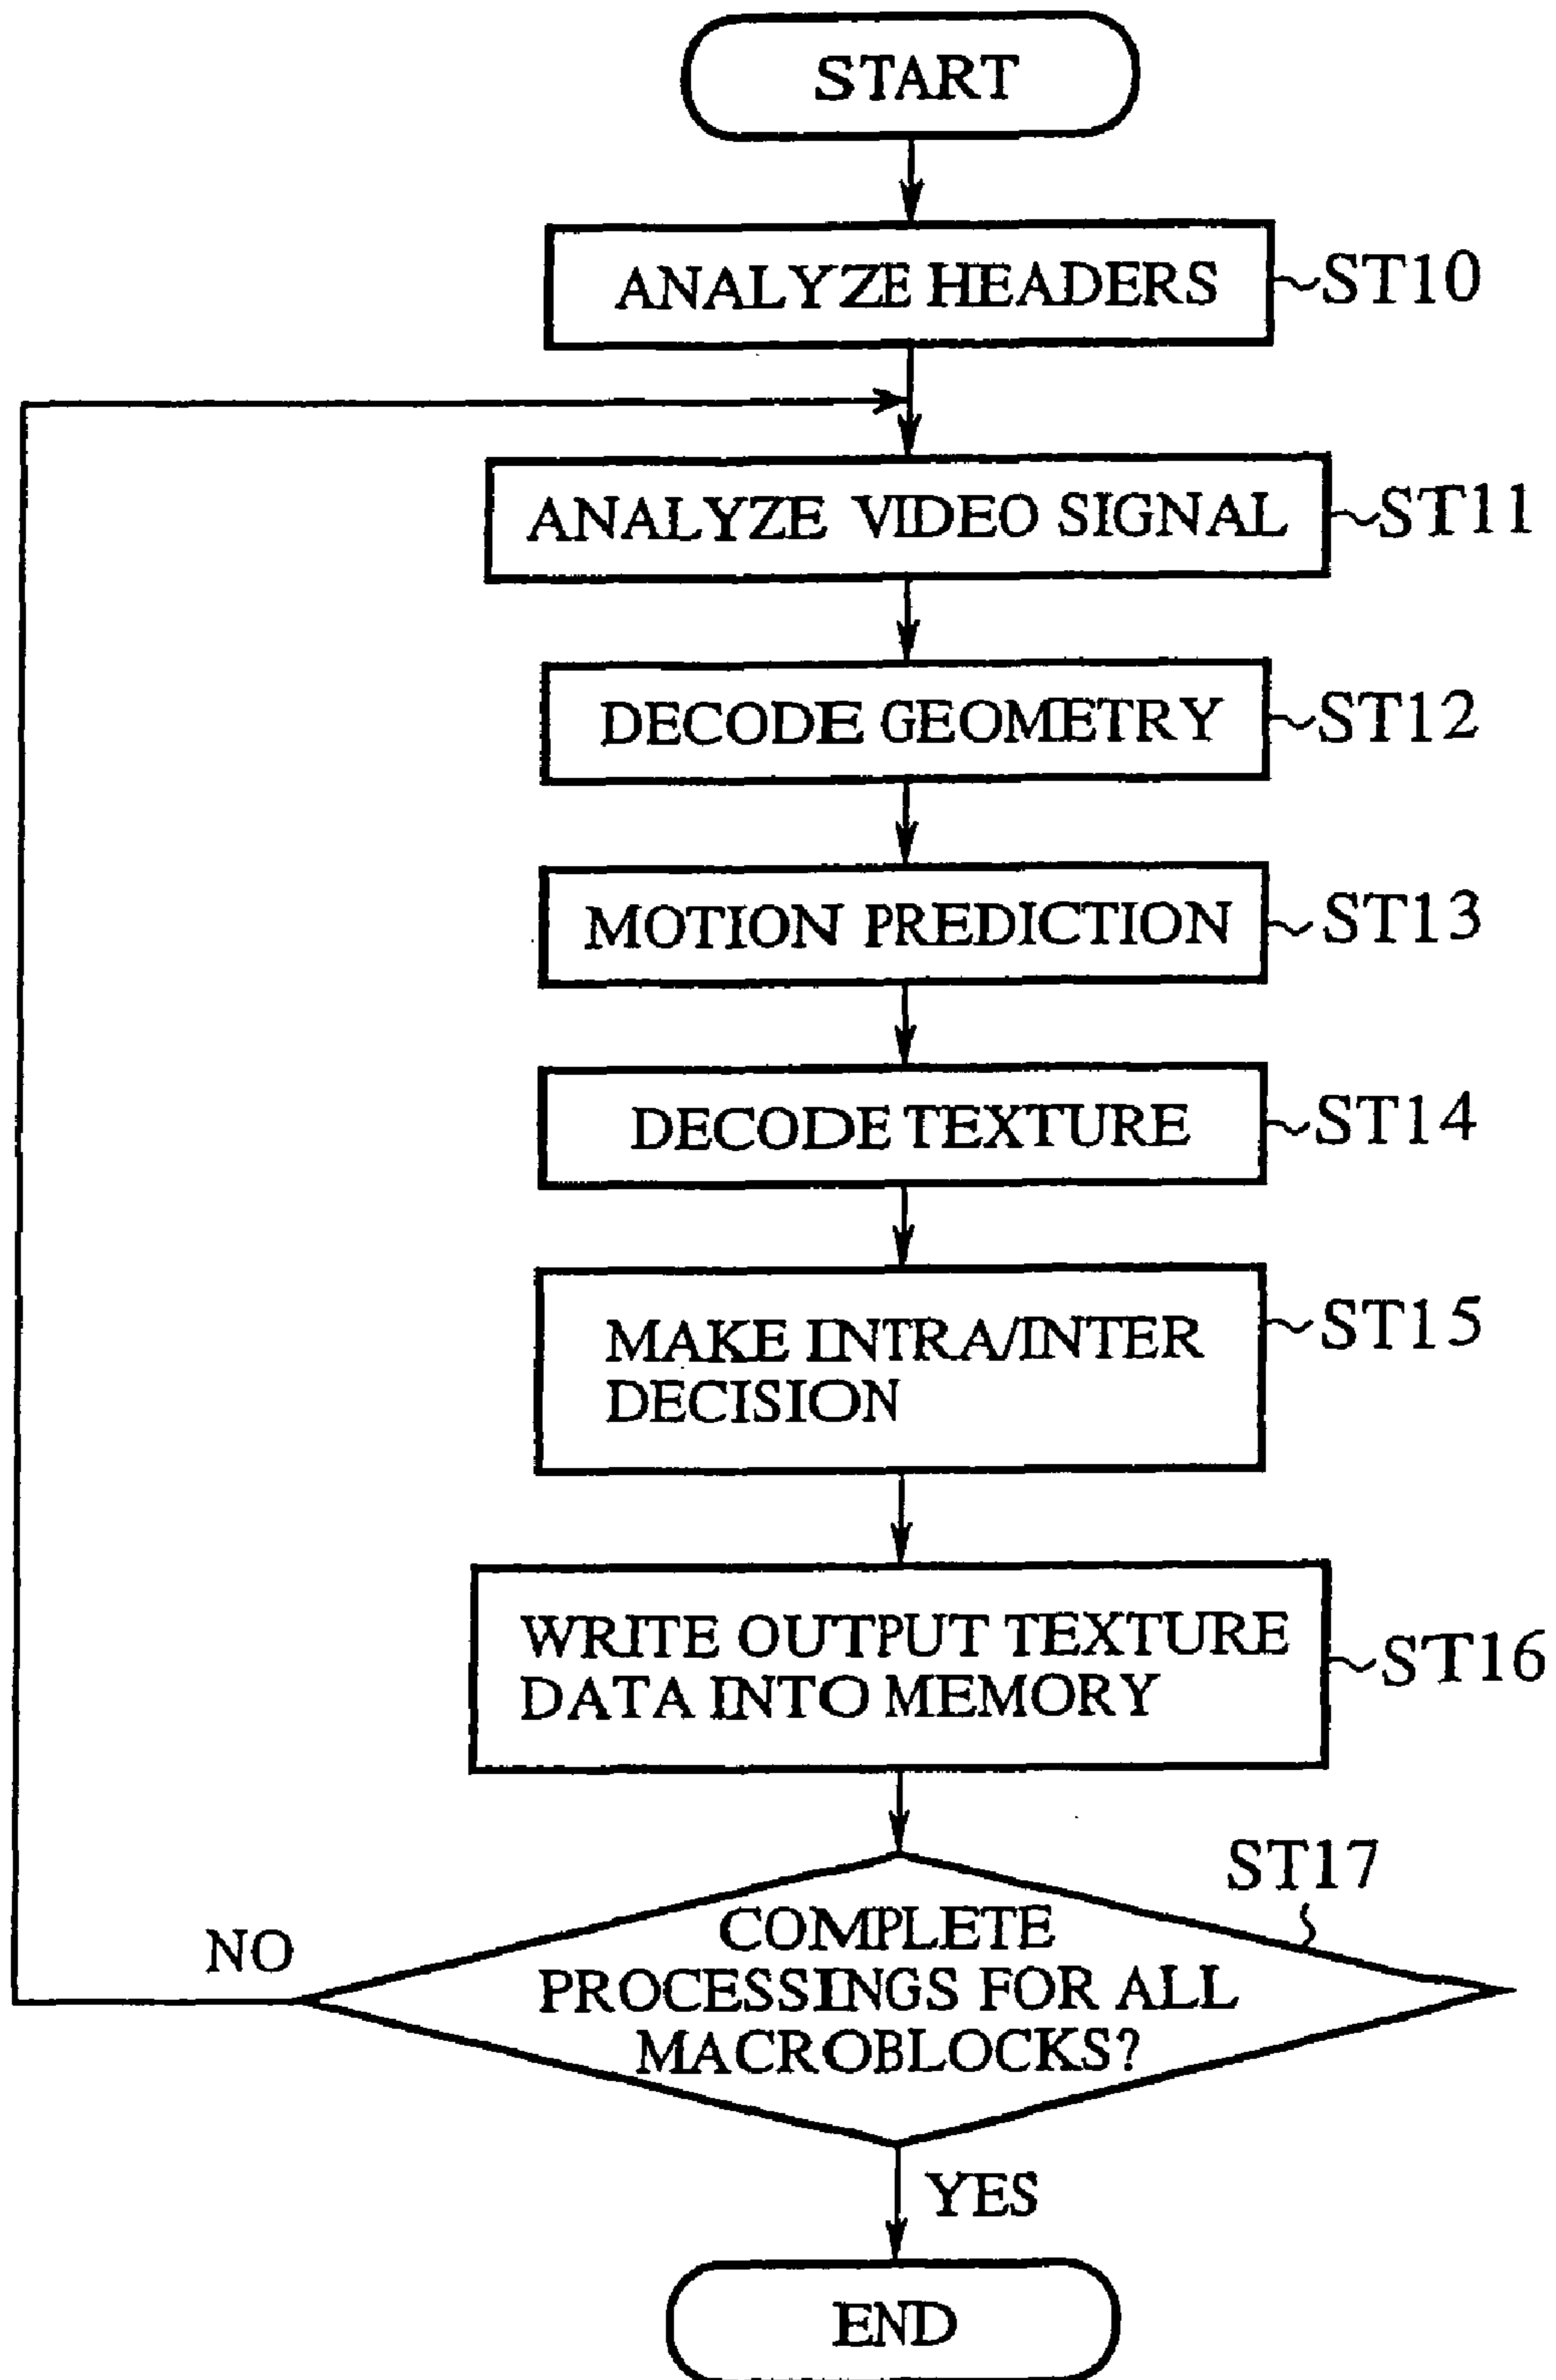 START
ANALYZE HEADERS
ST10
ANALYZE VIDEO SIGNAL
ST11
DECODE GEOMETRY
ST12
MOTION PREDICTION
ST13
DECODE TEXTURE
ST14
MAKE INTRA/INTER
DECISION
ST15
WRITE OUTPUT TEXTURE
DATA INTO MEMORY
ST16
ST17
COMPLETE
PROCESSINGS FOR ALL
MACROBLOCKS?
NO
YES
END